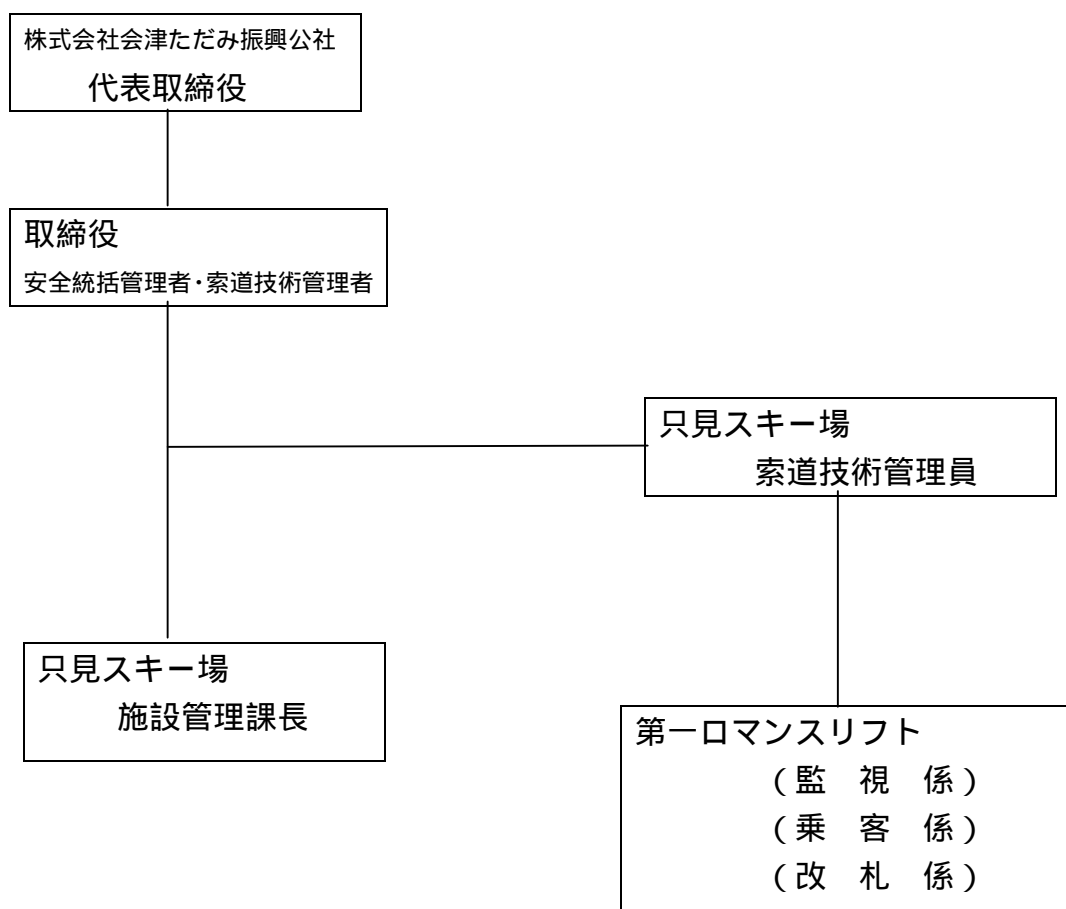 株式会社会津ただみ振興公社
代表取締役
取締役
安全統括管理者・索道技術管理者
只見スキー場
索道技術管理員
只見スキー場
施設管理課長
第一ロマンスリフト
(監 視 係)
(乗 客 係)
(改 札 係)